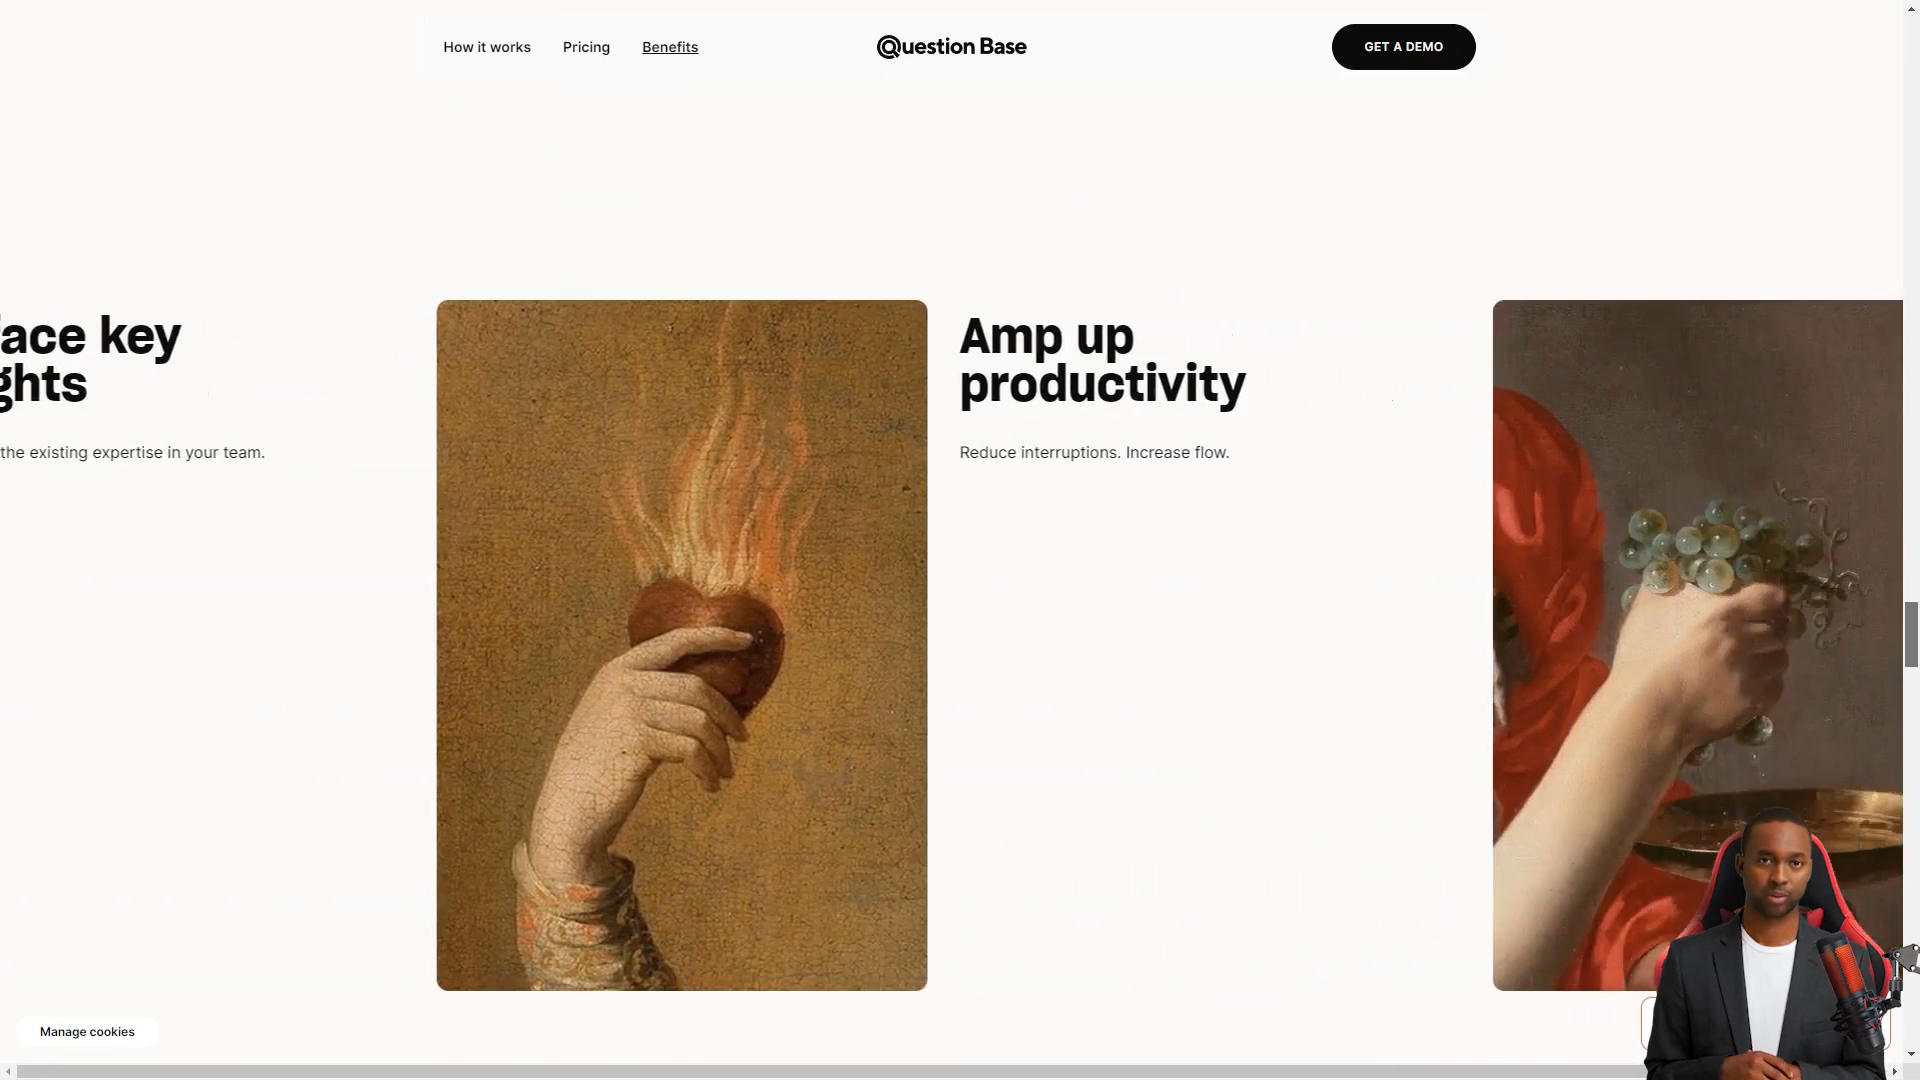 How it works
Pricing
Benefits
Question Base
GET A DEMO
face key
ghts
the existing expertise in your team.
Amp up
productivity
Reduce interruptions. Increase flow.
Manage cookies